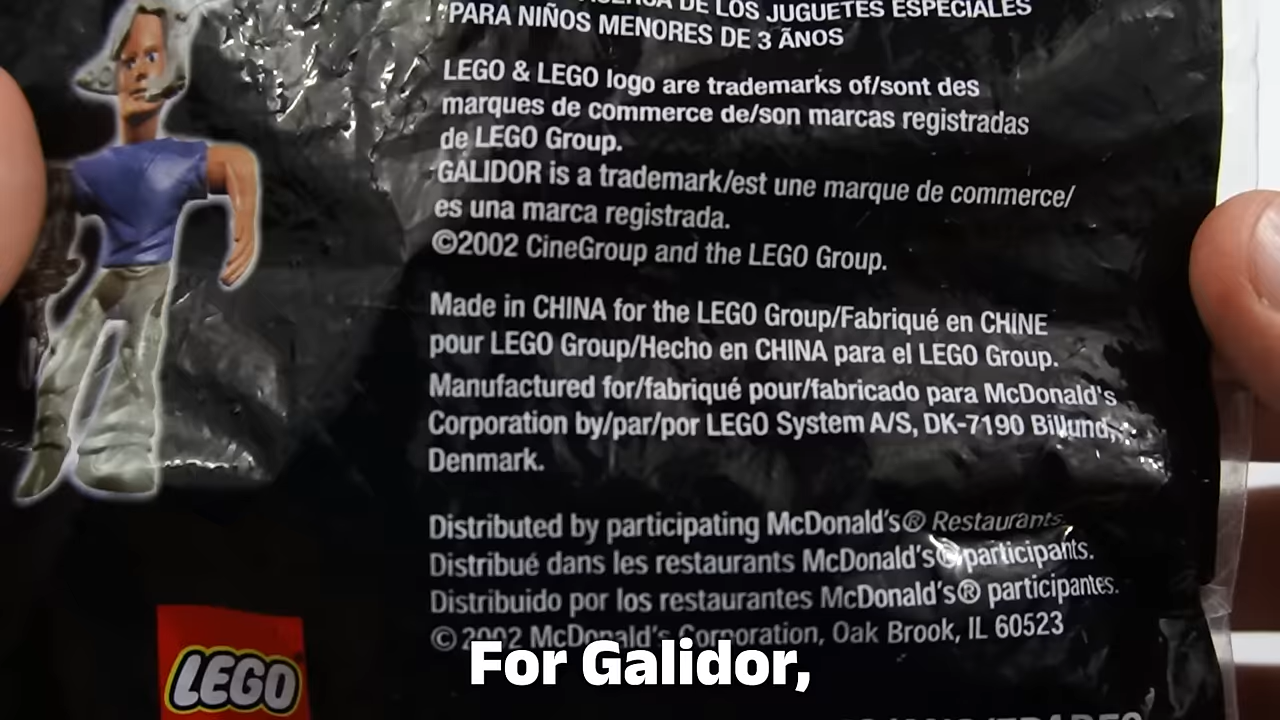 DE LOS JUGUETES ESPECIALES
PARA NIÑOS MENORES DE 3 ÃNOS
LEGO & LEGO logo are trademarks of/sont des
marques de commerce de/son marcas registradas
de LEGO Group.
GALIDOR is a trademark/est une marque de commerce/
es una marca registrada.
©2002 CineGroup and the LEGO Group.
Made in CHINA for the LEGO Group/Fabriqué en CHINE
pour LEGO Group/Hecho en CHINA para el LEGO Group.
Manufactured for/fabriqué pour/fabricado para McDonald's
Corporation by/par/por LEGO System A/S, DK-7190 Billund,
Denmark.
Distributed by participating McDonald's® Restaurants.
Distribué dans les restaurants McDonald's® participants.
Distribuido por los restaurantes McDonald's® participantes.
© 2002 McDonald's Corporation, Oak Brook, IL 60523
LEGO
For Galidor,